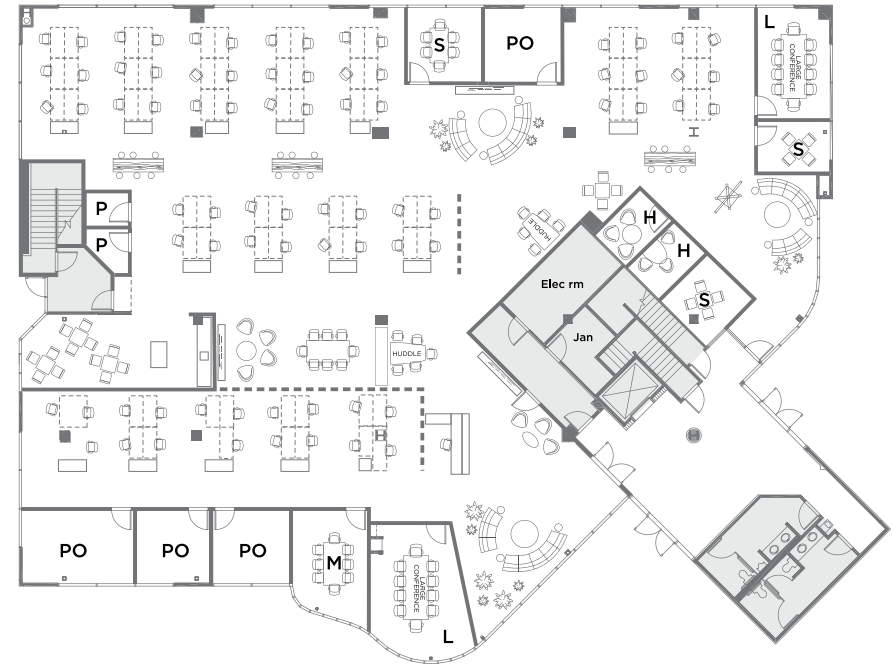 S
PO
L
LARGE
CONFERENCE
S
P
P
HUDDLE
H
H
Elec rm
S
Jan
HUDDLE
H
H
PO
PO
PO
M
LARGE
CONFERENCE
L